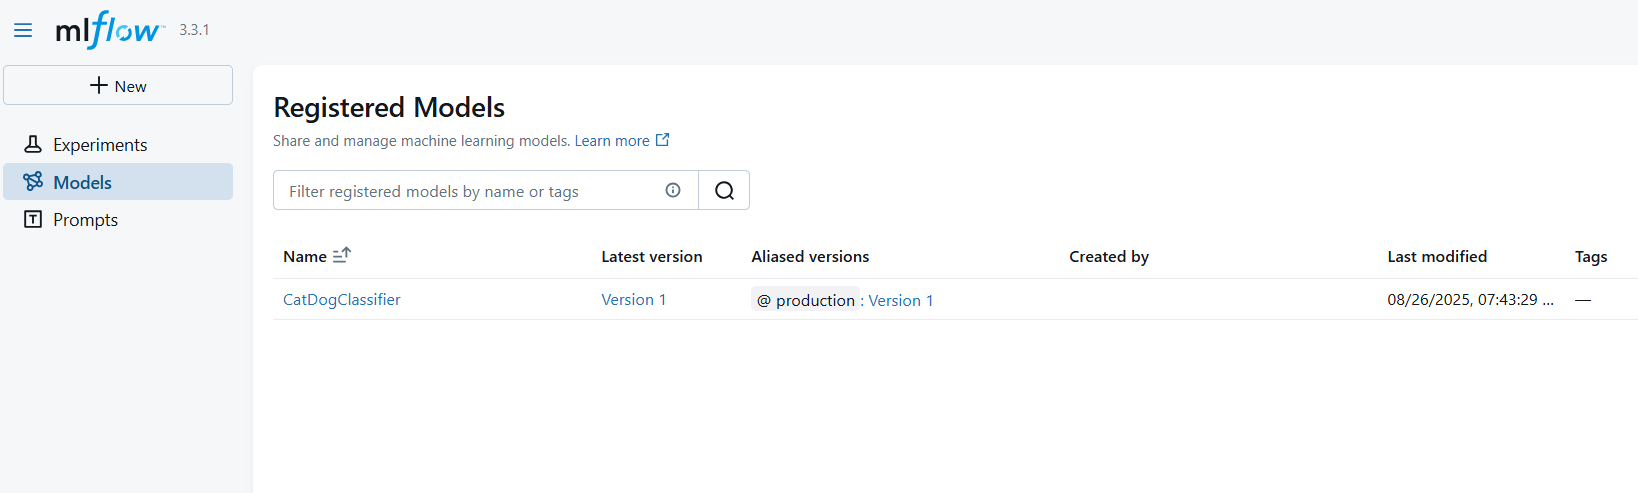 mlflow™ 3.3.1
New
Experiments
Models
Prompts
Registered Models
Share and manage machine learning models. Learn more
Filter registered models by name or tags
Name Latest version Aliased versions Created by Last modified Tags
CatDogClassifier Version 1 @ production : Version 1 08/26/2025, 07:43:29 ... —